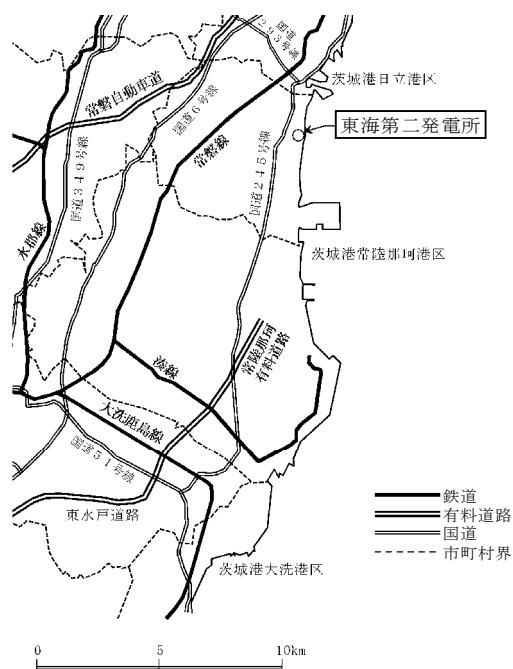 国道
293号線
茨城港日立港区
常磐自動車道
国道6号線
東海第二発電所
常磐線
国道349号線
国道245号線
水郡線
茨城港常陸那珂港区
湊線
常陸那珂
有料道路
大洗鹿島線
国道51号線
鉄道
有料道路
東水戸道路
国道
市町村界
茨城港大洗港区
0 5 10km